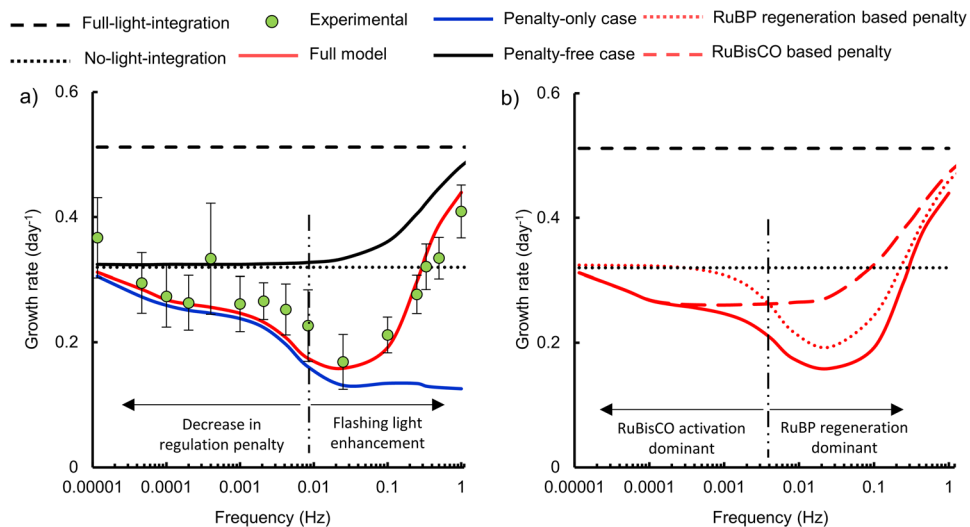 Full-light-integration Experimental Penalty-only case RuBP regeneration based penalty
No-light-integration Full model Penalty-free case RuBisCO based penalty
a)
0.6
0.4
0.2
0
Growth rate (day-1)
Decrease in
regulation penalty
Flashing light
enhancement
0.00001 0.0001 0.001 0.01 0.1 1
Frequency (Hz)
b)
0.6
0.4
0.2
0
Growth rate (day-1)
RuBisCO activation
dominant
RuBP regeneration
dominant
0.00001 0.0001 0.001 0.01 0.1 1
Frequency (Hz)